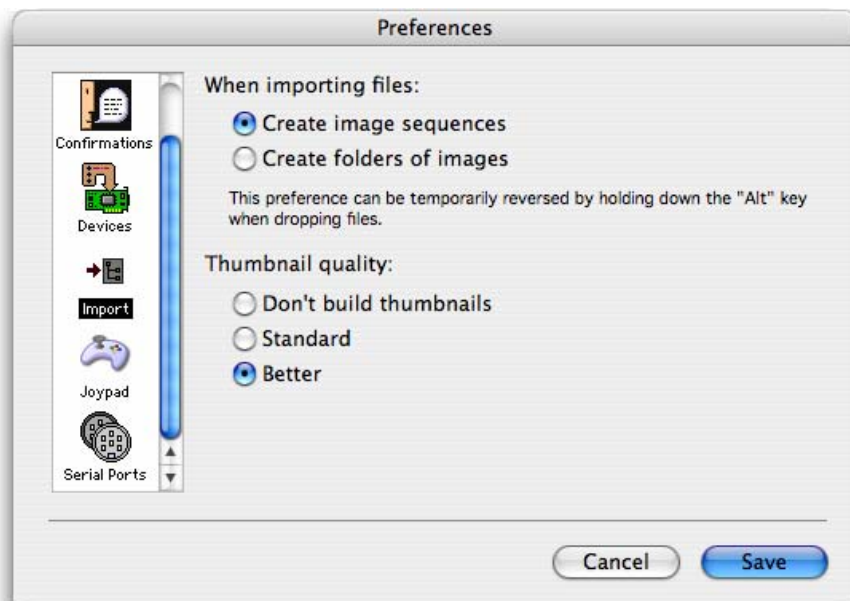 Preferences
Confirmations
Devices
Import
Joypad
Serial Ports
When importing files:
Create image sequences
Create folders of images
This preference can be temporarily reversed by holding down the "Alt" key
when dropping files.
Thumbnail quality:
Don't build thumbnails
Standard
Better
Cancel
Save